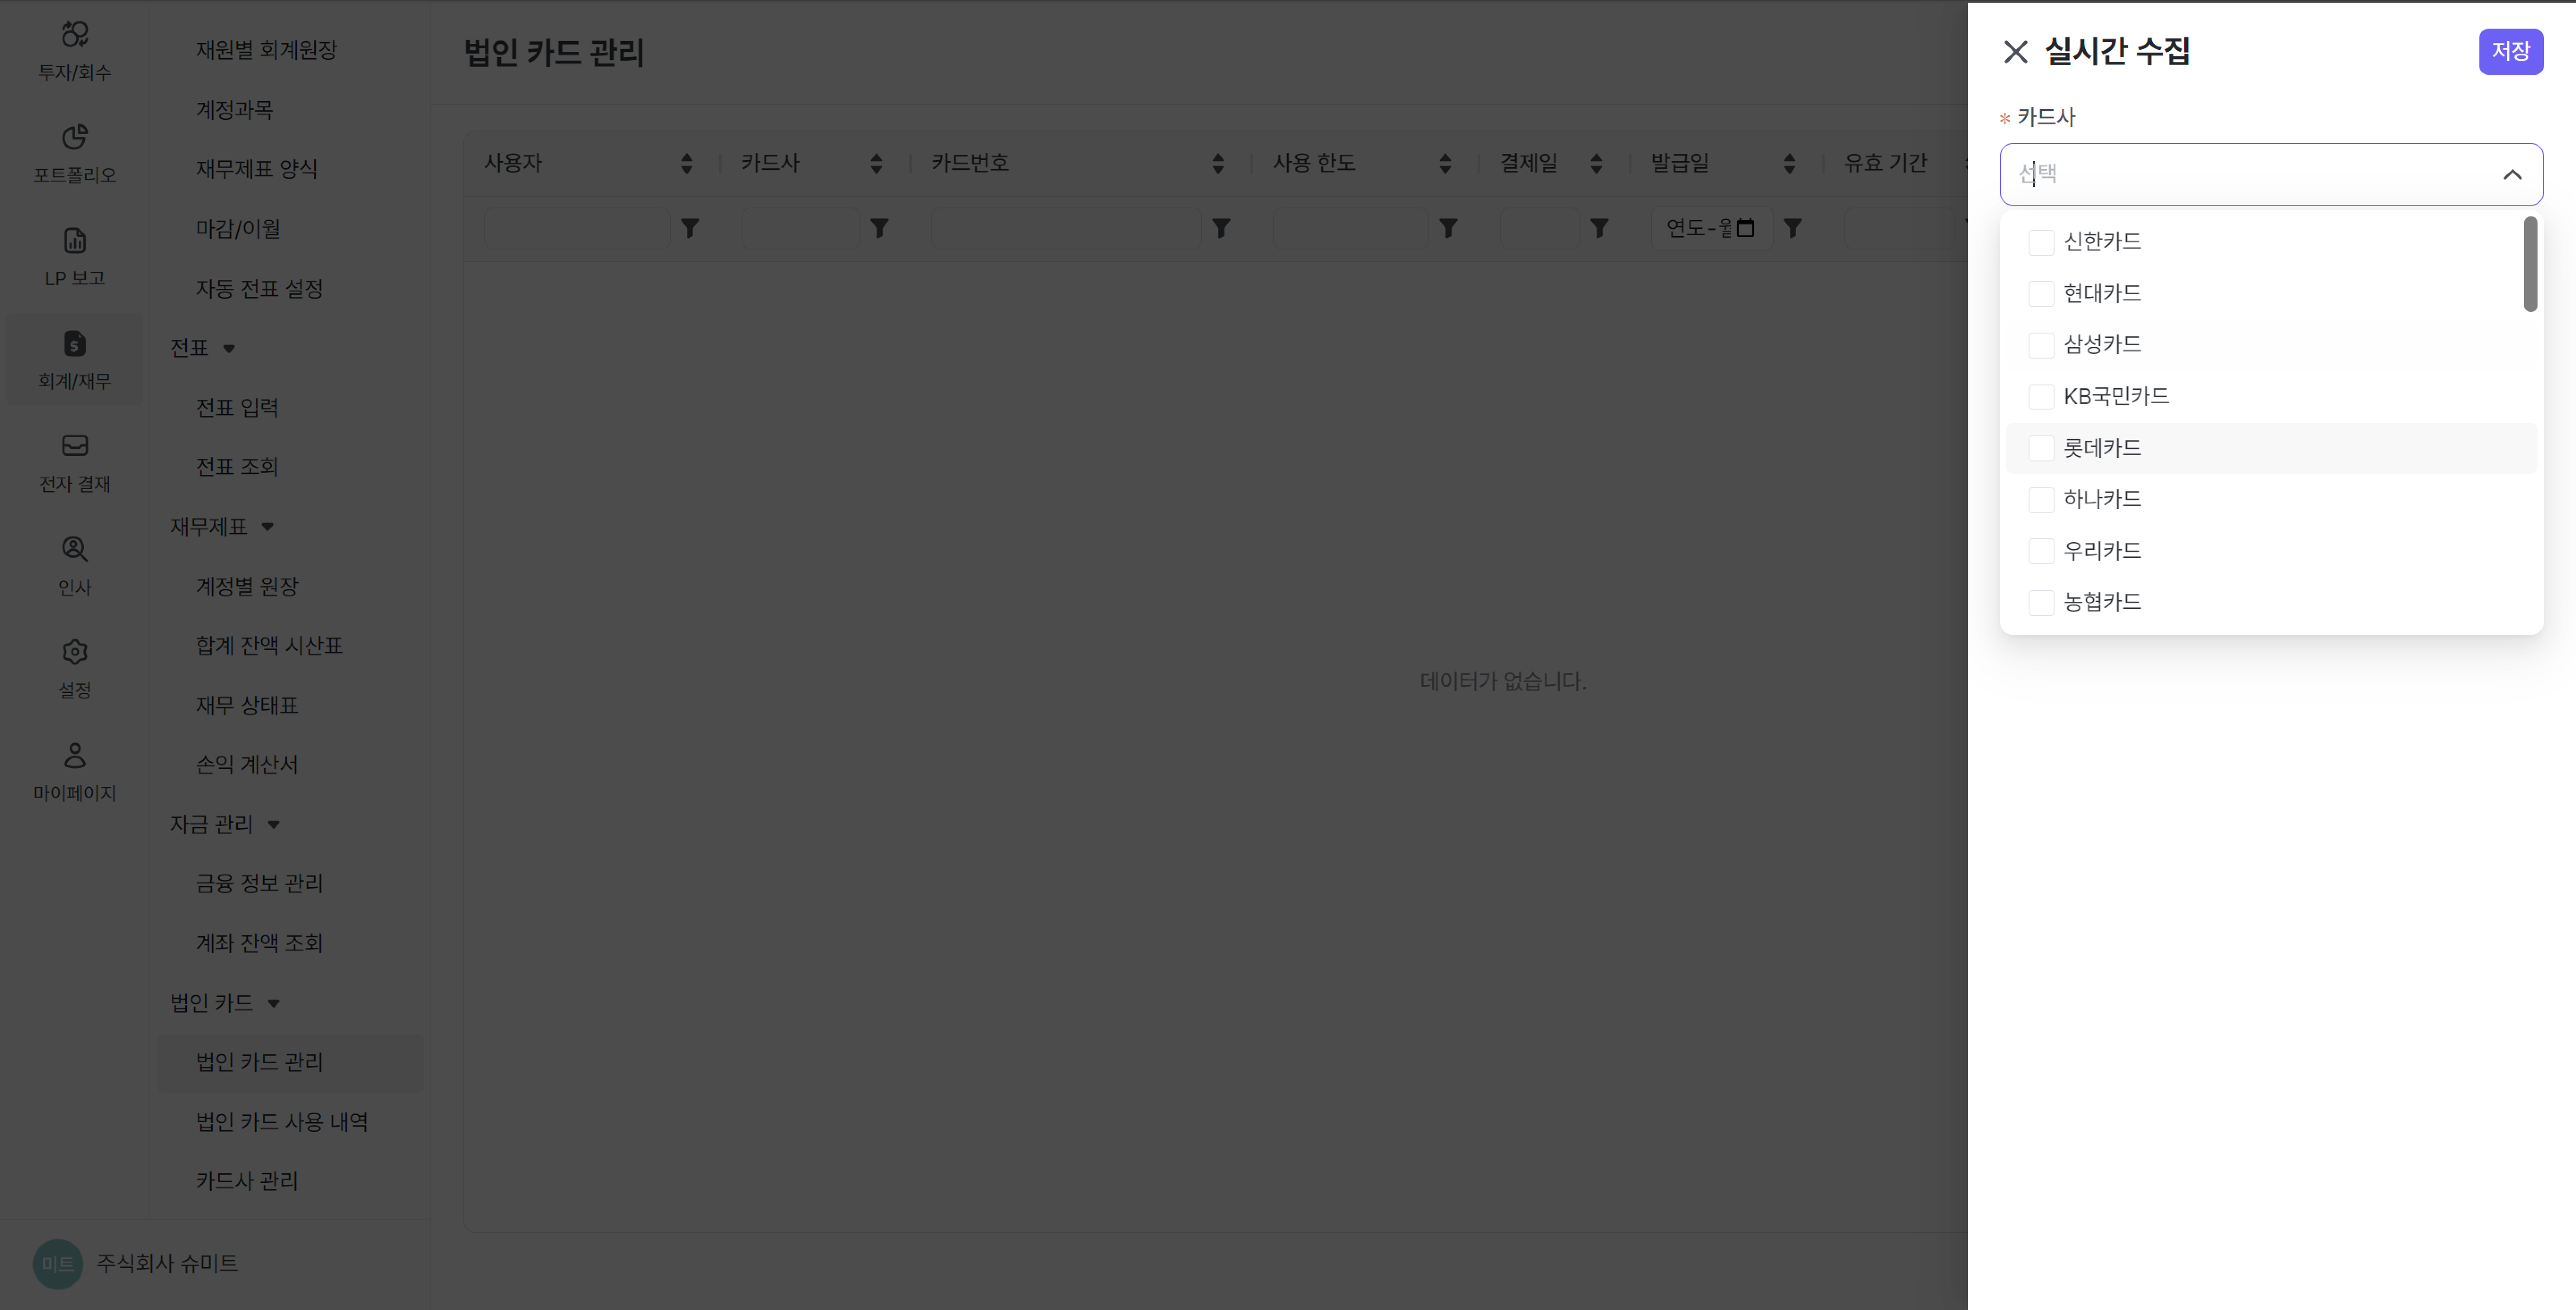 투자/회수
포트폴리오
LP 보고
회계/재무
전자 결재
인사
설정
마이페이지
재원별 회계원장
계정과목
재무제표 양식
마감/이월
자동 전표 설정
전표
전표 입력
전표 조회
재무제표
계정별 원장
합계 잔액 시산표
재무 상태표
손익 계산서
자금 관리
금융 정보 관리
계좌 잔액 조회
법인 카드
법인 카드 관리
법인 카드 사용 내역
카드사 관리
미트 주식회사 슈미트
법인 카드 관리
사용자 카드사 카드번호 사용 한도 결제일 발급일 유효 기간
연도-월
데이터가 없습니다.
실시간 수집
저장
* 카드사
선택
신한카드
현대카드
삼성카드
KB국민카드
롯데카드
하나카드
우리카드
농협카드